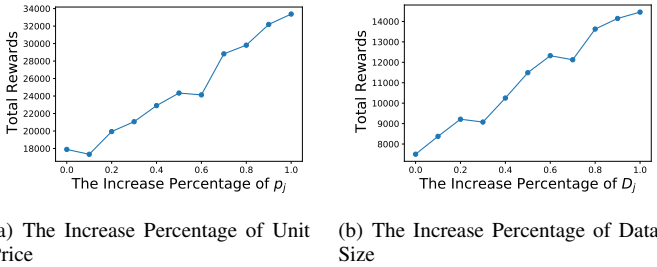 34000
32000
30000
28000
26000
24000
22000
20000
18000
Total Rewards
0.0 0.2 0.4 0.6 0.8 1.0
The Increase Percentage of p_j
14000
13000
12000
11000
10000
9000
8000
Total Rewards
0.0 0.2 0.4 0.6 0.8 1.0
The Increase Percentage of D_j
a) The Increase Percentage of Unit
Price
(b) The Increase Percentage of Data
Size